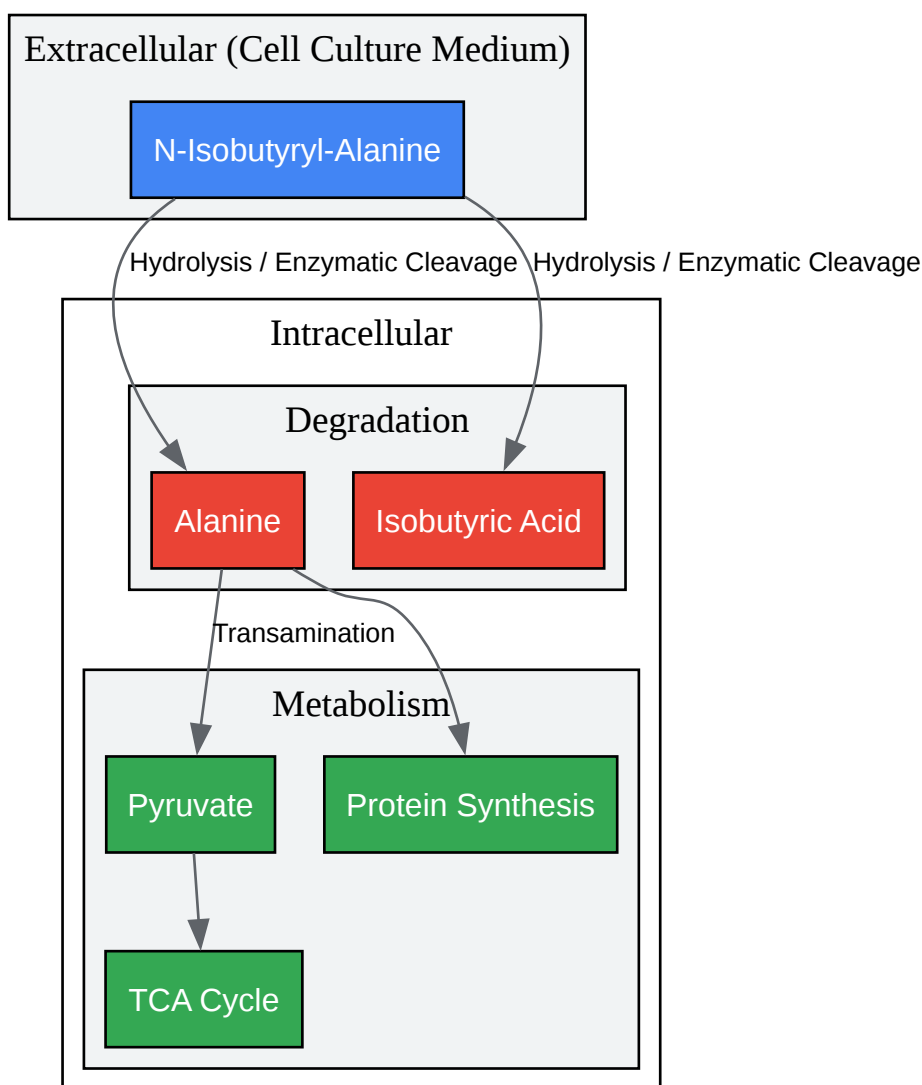 Extracellular (Cell Culture Medium)
N-Isobutyryl-Alanine
Hydrolysis / Enzymatic Cleavage
Hydrolysis / Enzymatic Cleavage
Intracellular
Degradation
Alanine
Isobutyric Acid
Transamination
Metabolism
Pyruvate
Protein Synthesis
TCA Cycle